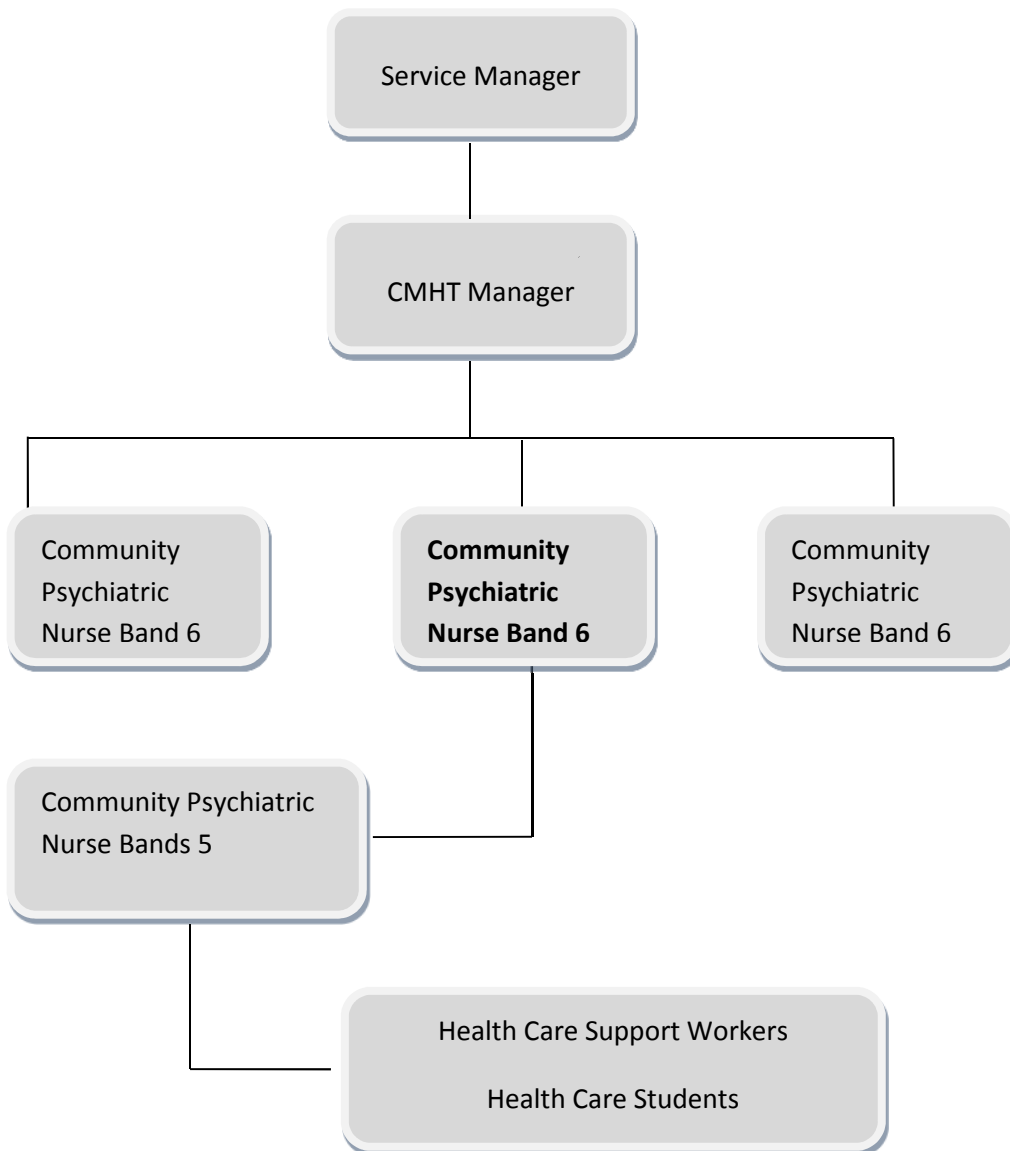 Service Manager
CMHT Manager
Community
Psychiatric
Nurse Band 6
Community
Psychiatric
Nurse Band 6
Community
Psychiatric
Nurse Band 6
Community Psychiatric
Nurse Bands 5
Health Care Support Workers
Health Care Students